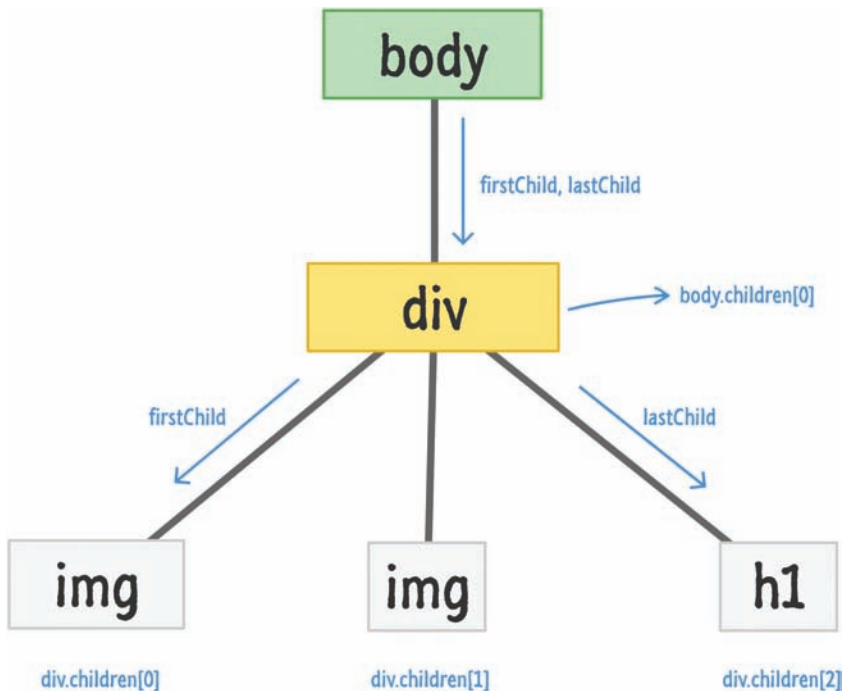 body
firstChild, lastChild
div
body.children[0]
firstChild
lastChild
img
img
h1
div.children[0]
div.children[1]
div.children[2]